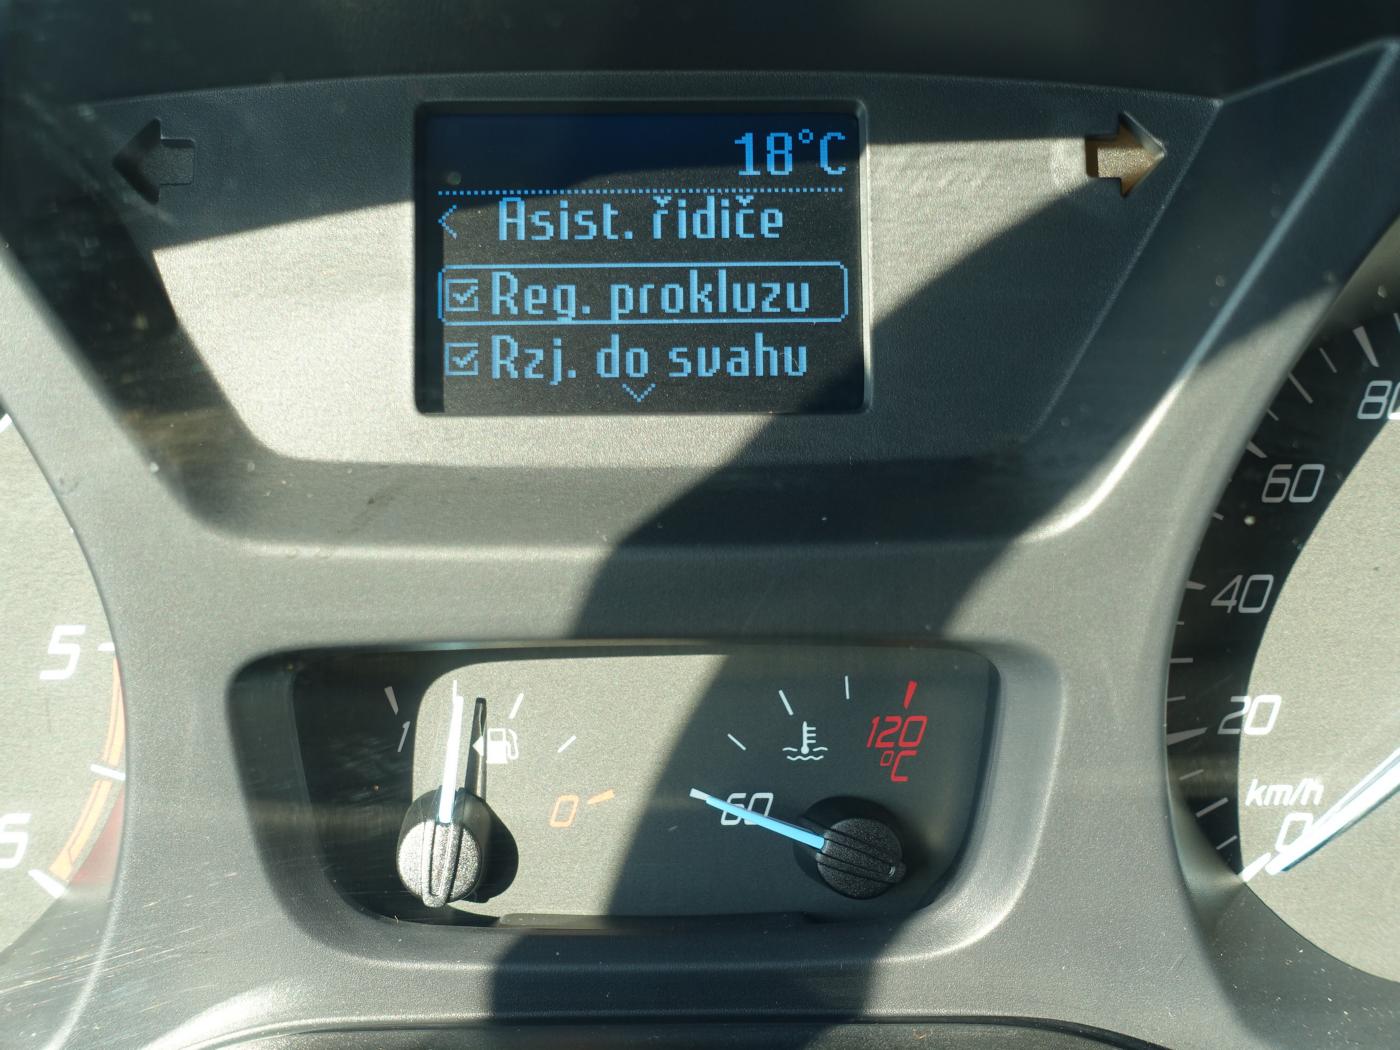 18°C
< Asist. řidiče
Reg. prokluzu
Rzj. do svahu
80
60
40
20
km/h
0
5
6
1
0
60
120
°C